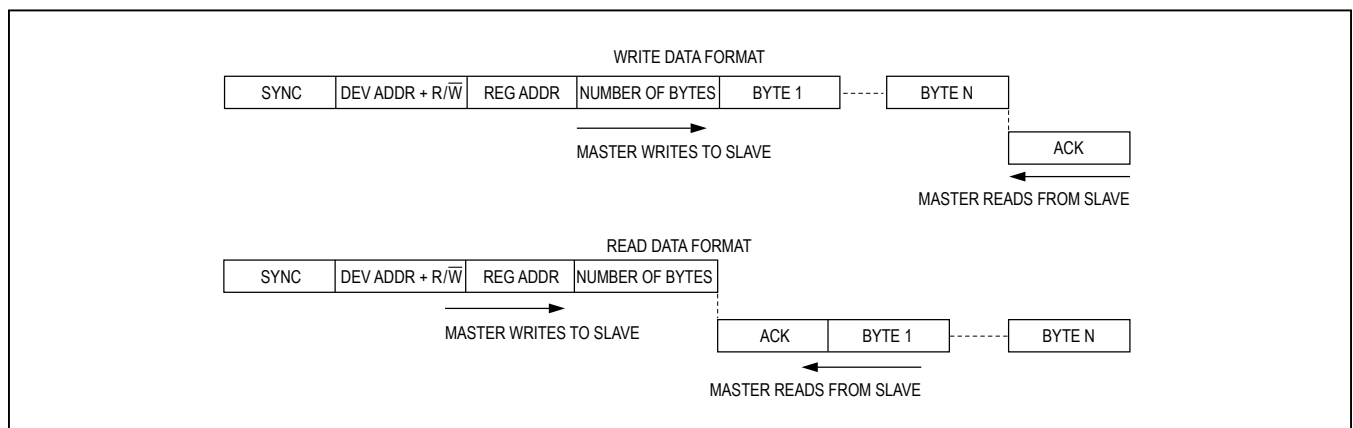 WRITE DATA FORMAT
SYNC DEV ADDR + R/W̅ REG ADDR NUMBER OF BYTES BYTE 1 BYTE N
MASTER WRITES TO SLAVE
ACK
MASTER READS FROM SLAVE
READ DATA FORMAT
SYNC DEV ADDR + R/W̅ REG ADDR NUMBER OF BYTES
MASTER WRITES TO SLAVE
ACK BYTE 1 BYTE N
MASTER READS FROM SLAVE